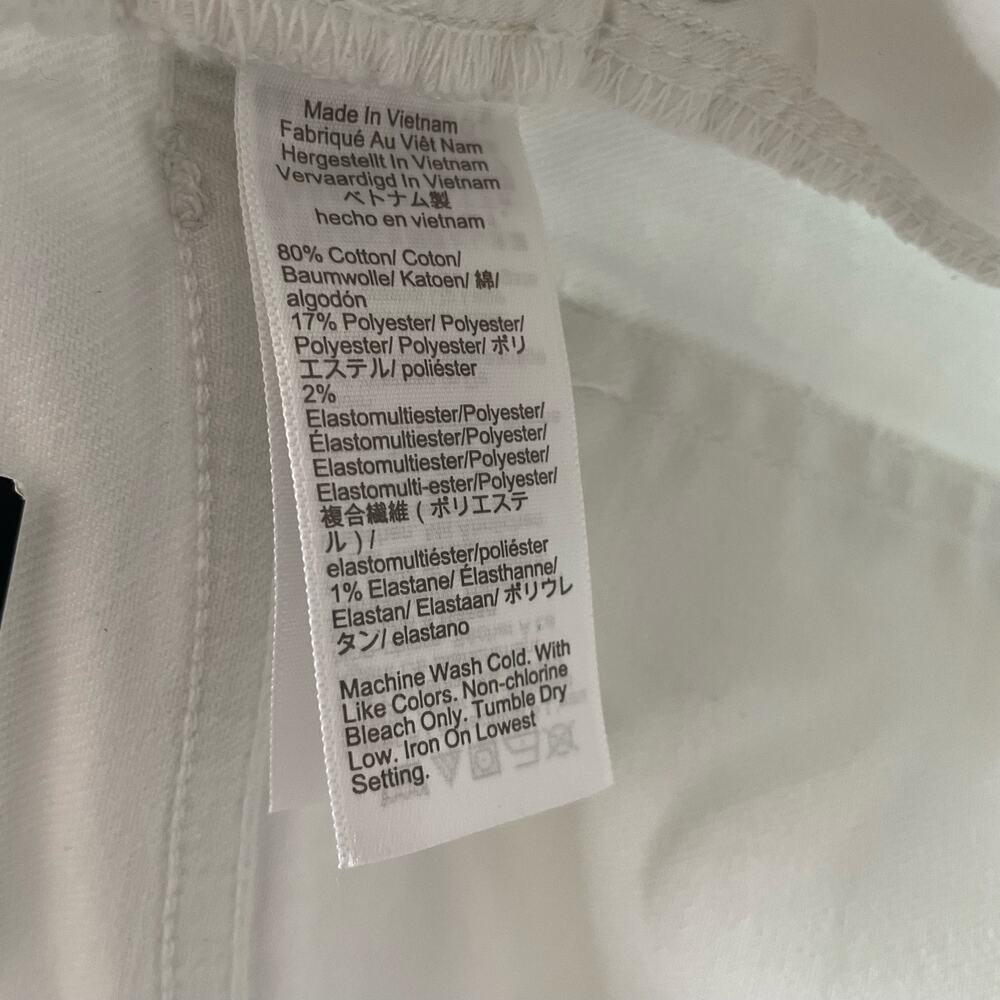 Made In Vietnam
Fabriqué Au Viêt Nam
Hergestellt In Vietnam
Vervaardigd In Vietnam
ベトナム製
hecho en vietnam
80% Cotton/ Coton/
Baumwolle/ Katoen/ 綿/
algodón
17% Polyester/ Polyester/
Polyester/ Polyester/ ポリ
エステル/ poliéster
2%
Elastomultiester/Polyester/
Élastomultiester/Polyester/
Elastomultiester/Polyester/
Elastomulti-ester/Polyester/
複合繊維 ( ポリエステ
ル ) /
elastomultiéster/poliéster
1% Elastane/ Élasthanne/
Elastan/ Elastaan/ ポリウレ
タン/ elastano
Machine Wash Cold. With
Like Colors. Non-chlorine
Bleach Only. Tumble Dry
Low. Iron On Lowest
Setting.